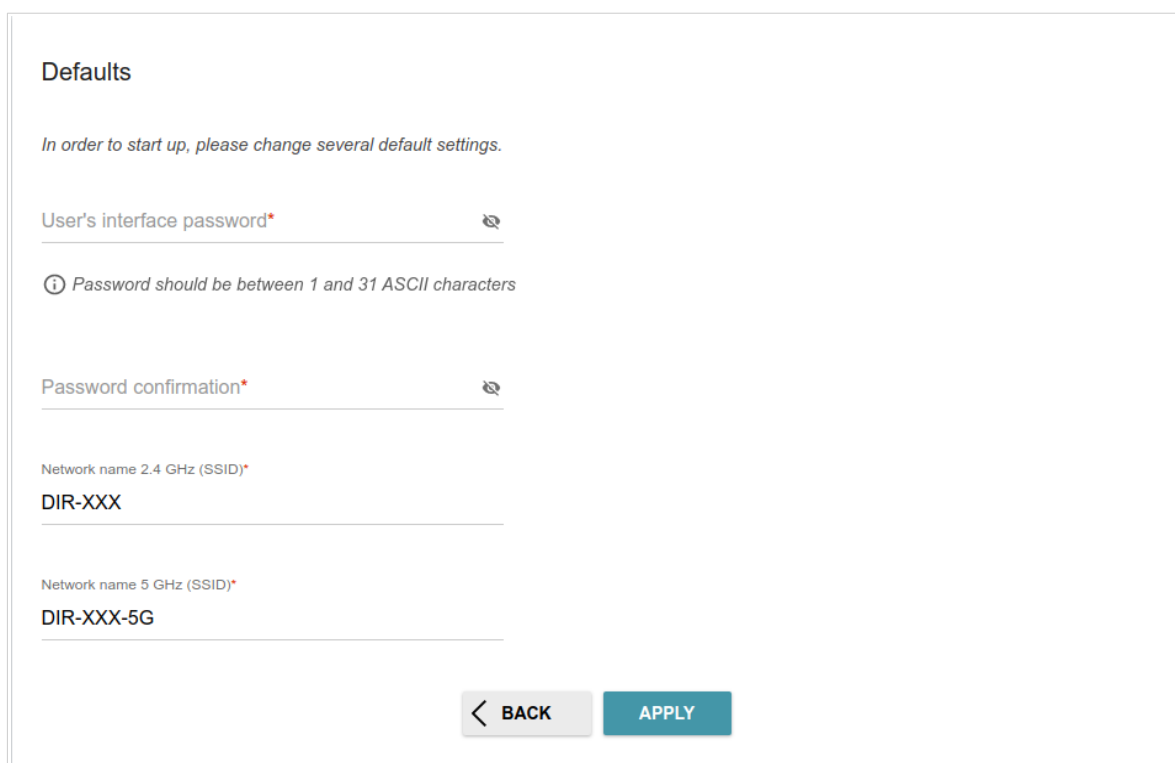 Defaults
In order to start up, please change several default settings.
User's interface password*
Password should be between 1 and 31 ASCII characters
Password confirmation*
Network name 2.4 GHz (SSID)*
DIR-XXX
Network name 5 GHz (SSID)*
DIR-XXX-5G
BACK
APPLY